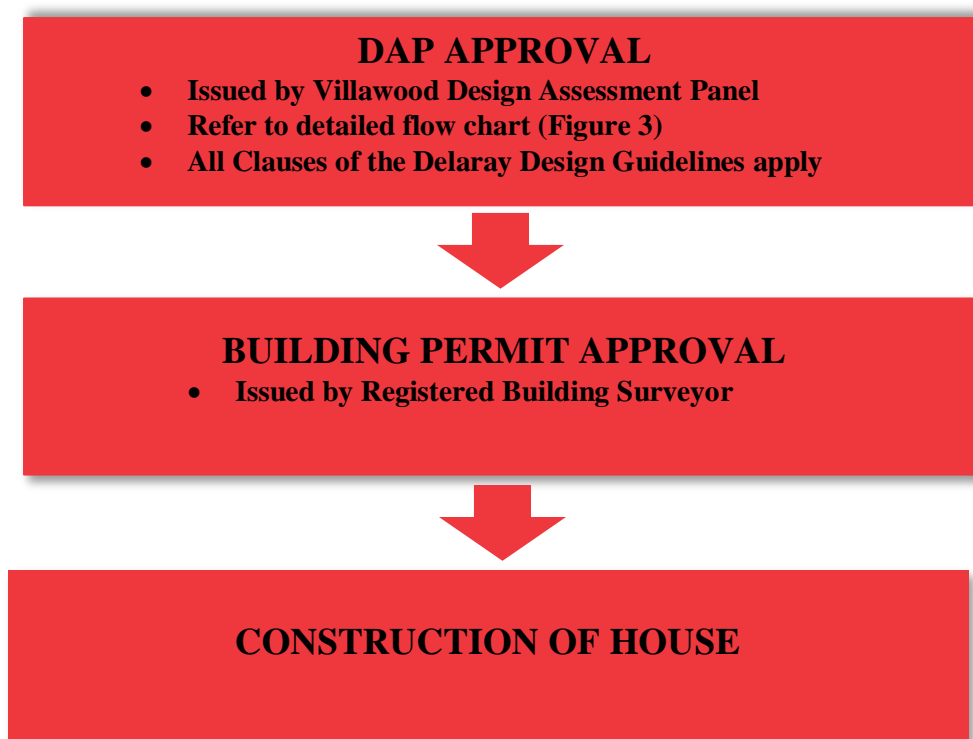 DAP APPROVAL
• Issued by Villawood Design Assessment Panel
• Refer to detailed flow chart (Figure 3)
• All Clauses of the Delaray Design Guidelines apply
BUILDING PERMIT APPROVAL
• Issued by Registered Building Surveyor
CONSTRUCTION OF HOUSE